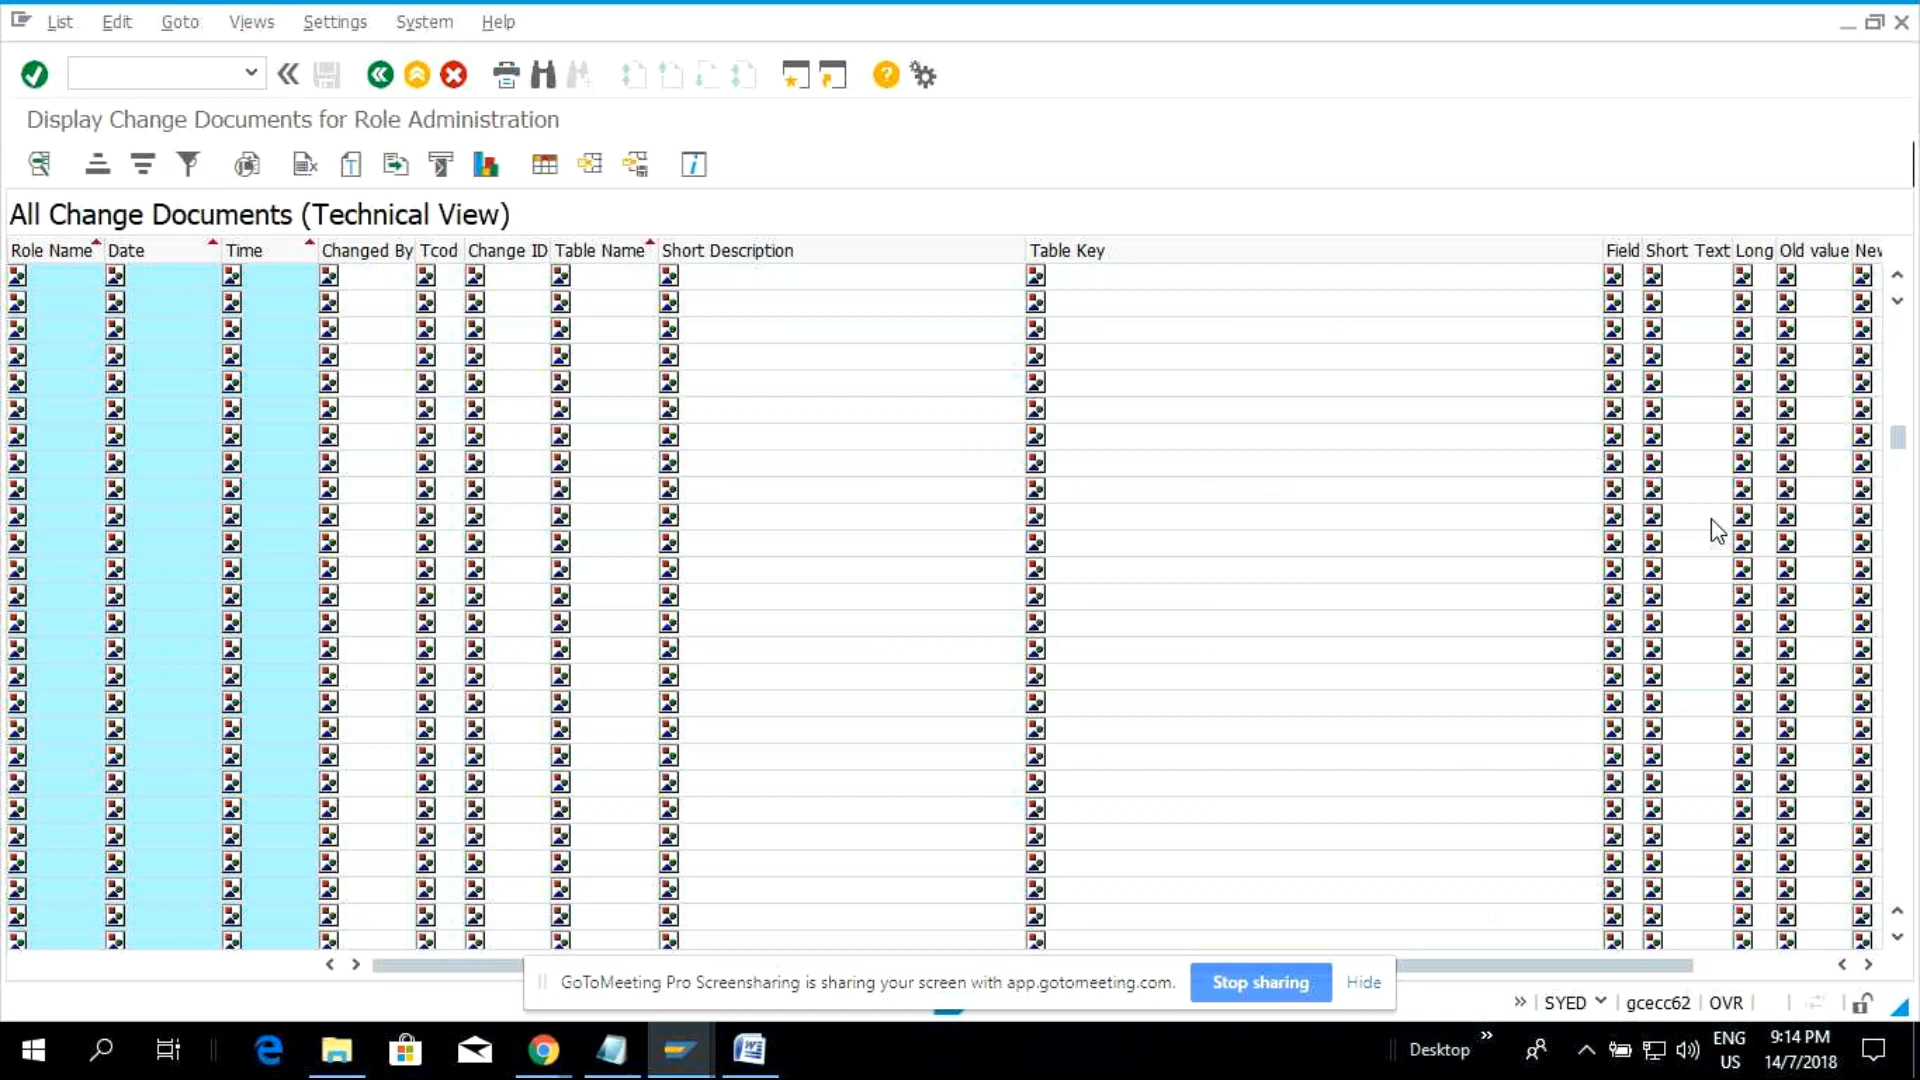 List Edit Goto Views Settings System Help
Display Change Documents for Role Administration
All Change Documents (Technical View)
Role Name Date Time Changed By Tcod Change ID Table Name Short Description Table Key Field Short Text Long Old value Nev
GoToMeeting Pro Screensharing is sharing your screen with app.gotomeeting.com. Stop sharing Hide
SYED gcecc62 OVR
Desktop ENG 9:14 PM
US 14/7/2018